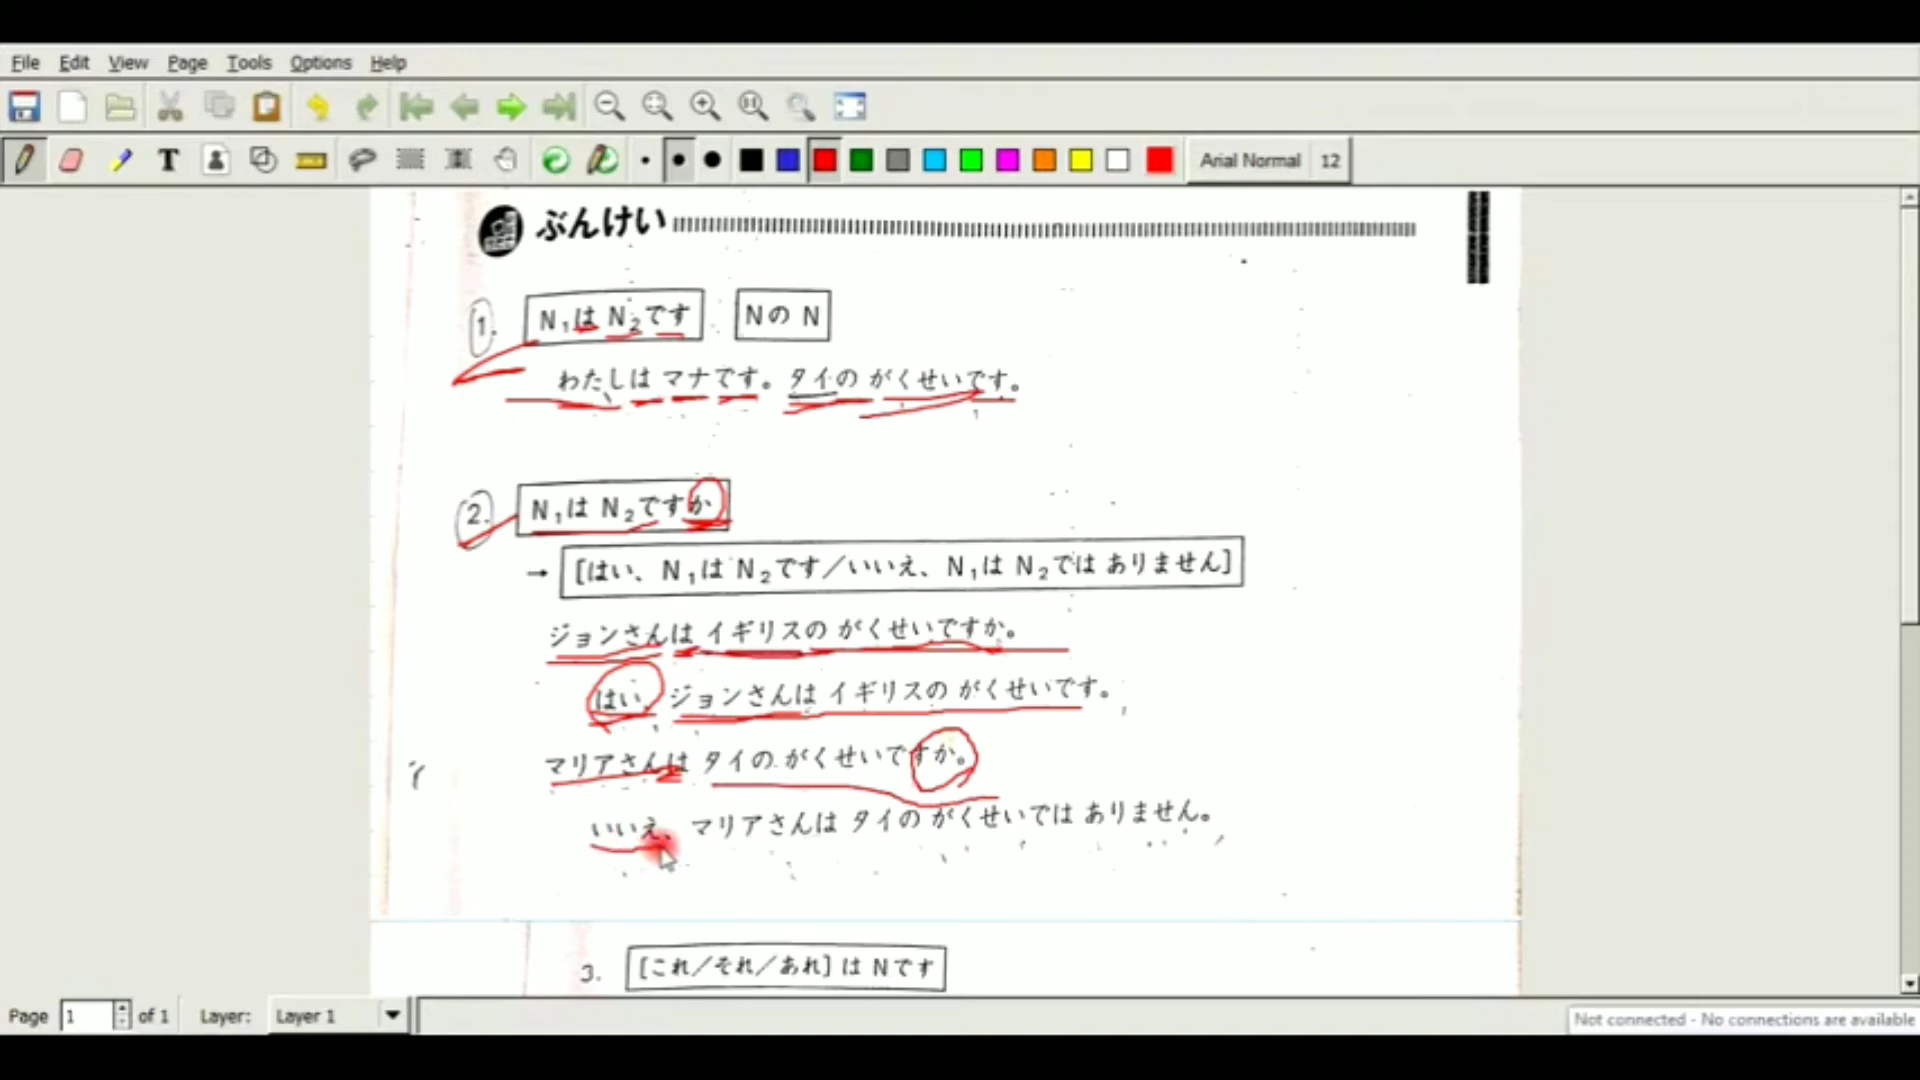 File Edit View Page Tools Options Help
T Arial Normal 12
ぶんけい
1. N₁は N₂です Nの N
わたしは マナです。タイの がくせいです。
2. N₁は N₂ですか
→ [はい、N₁は N₂です/いいえ、N₁は N₂では ありません]
ジョンさんは イギリスの がくせいですか。
はい、ジョンさんは イギリスの がくせいです。
マリアさんは タイの がくせいですか。
いいえ、マリアさんは タイの がくせいでは ありません。
3. [これ/それ/あれ]は Nです
Page 1 of 1 Layer: Layer 1
Not connected - No connections are available